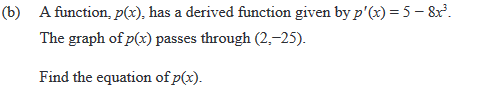 (b) A function, p(x), has a derived function given by p'(x) = 5 − 8x³.
The graph of p(x) passes through (2,−25).
Find the equation of p(x).